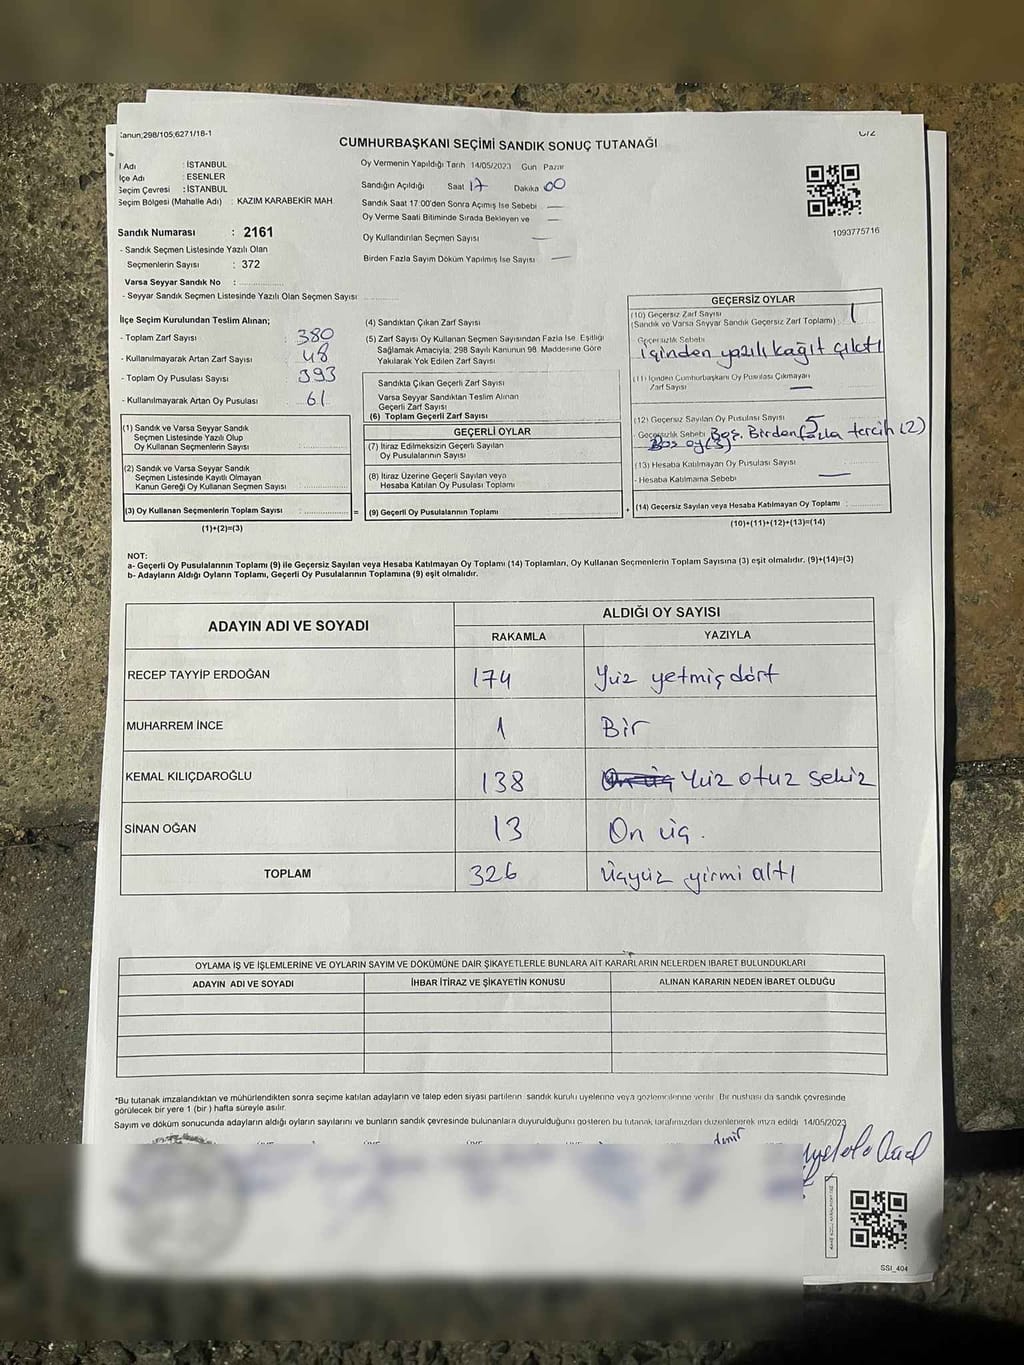 Kanun;298/105;6271/18-1
CUMHURBAŞKANI SEÇİMİ SANDIK SONUÇ TUTANAĞI
İl Adı : İSTANBUL
İlçe Adı : ESENLER
Seçim Çevresi : İSTANBUL
Seçim Bölgesi (Mahalle Adı) : KAZIM KARABEKİR MAH.
Sandık Numarası : 2161
- Sandık Seçmen Listesinde Yazılı Olan
Seçmenlerin Sayısı : 372
Varsa Seyyar Sandık No :
- Seyyar Sandık Seçmen Listesinde Yazılı Olan Seçmen Sayısı
Oy Vermenin Yapıldığı Tarih 14/05/2023 Gün Pazar
Sandığın Açıldığı Saat 17 Dakika 00
Sandık Saat 17:00'den Sonra Açımış İse Sebebi —
Oy Verme Saati Bitiminde Sırada Bekleyen ve —
Oy Kullandırılan Seçmen Sayısı —
Birden Fazla Sayım Döküm Yapılmış İse Sayısı —
1093775716
İlçe Seçim Kurulundan Teslim Alınan;
- Toplam Zarf Sayısı : 380
- Kullanılmayarak Artan Zarf Sayısı : 48
- Toplam Oy Pusulası Sayısı : 393
- Kullanılmayarak Artan Oy Pusulası : 61
(1) Sandık ve Varsa Seyyar Sandık
Seçmen Listesinde Yazılı Olup
Oy Kullanan Seçmenlerin Sayısı
(2) Sandık ve Varsa Seyyar Sandık
Seçmen Listesinde Kayıtlı Olmayan
Kanun Gereği Oy Kullanan Seçmen Sayısı
(3) Oy Kullanan Seçmenlerin Toplam Sayısı : =
(1)+(2)=(3)
(4) Sandıktan Çıkan Zarf Sayısı
(5) Zarf Sayısı Oy Kullanan Seçmen Sayısından Fazla İse, Eşitliği
Sağlamak Amacıyla, 298 Sayılı Kanunun 98. Maddesine Göre
Yakılarak Yok Edilen Zarf Sayısı
Sandıkta Çıkan Geçerli Zarf Sayısı
Varsa Seyyar Sandıktan Teslim Alınan
Geçerli Zarf Sayısı
(6) Toplam Geçerli Zarf Sayısı
GEÇERLİ OYLAR
(7) İtiraz Edilmeksizin Geçerli Sayılan
Oy Pusulalarının Sayısı
(8) İtiraz Üzerine Geçerli Sayılan veya
Hesaba Katılan Oy Pusulası Toplamı
(9) Geçerli Oy Pusulalarının Toplamı +
GEÇERSİZ OYLAR
(10) Geçersiz Zarf Sayısı 1
(Sandık ve Varsa Seyyar Sandık Geçersiz Zarf Toplamı)
Geçersizlik Sebebi
içinden yazılı kağıt çıktı
(11) İçinden Cumhurbaşkanı Oy Pusulası Çıkmayan
Zarf Sayısı —
(12) Geçersiz Sayılan Oy Pusulası Sayısı 5
- Geçersizlik Sebebi Boş, Birden fazla tercih (2)
Boş oy (3)
(13) Hesaba Katılmayan Oy Pusulası Sayısı
- Hesaba Katılmama Sebebi —
(14) Geçersiz Sayılan veya Hesaba Katılmayan Oy Toplamı :
(10)+(11)+(12)+(13)=(14)
NOT:
a- Geçerli Oy Pusulalarının Toplamı (9) ile Geçersiz Sayılan veya Hesaba Katılmayan Oy Toplamı (14) Toplamları, Oy Kullanan Seçmenlerin Toplam Sayısına (3) eşit olmalıdır. (9)+(14)=(3)
b- Adayların Aldığı Oyların Toplamı, Geçerli Oy Pusulalarının Toplamına (9) eşit olmalıdır.
ADAYIN ADI VE SOYADI
ALDIĞI OY SAYISI
RAKAMLA YAZIYLA
RECEP TAYYİP ERDOĞAN 174 Yüz yetmiş dört
MUHARREM İNCE 1 Bir
KEMAL KILIÇDAROĞLU 138 On üç Yüz otuz sekiz
SİNAN OĞAN 13 On üç.
TOPLAM 326 Üçyüz yirmi altı
OYLAMA İŞ VE İŞLEMLERİNE VE OYLARIN SAYIM VE DÖKÜMÜNE DAİR ŞİKAYETLERLE BUNLARA AİT KARARLARIN NELERDEN İBARET BULUNDUKLARI
ADAYIN ADI VE SOYADI İHBAR İTİRAZ VE ŞİKAYETİN KONUSU ALINAN KARARIN NEDEN İBARET OLDUĞU
*Bu tutanak imzalandıktan ve mühürlendikten sonra seçime katılan adayların ve talep eden siyasi partilerin sandık kurulu üyelerine veya gözlemcilerine verilir. Bir nushası da sandık çevresinde
görülecek bir yere 1 (bir) hafta süreyle asılır.
Sayım ve döküm sonucunda adayların aldığı oyların sayılarını ve bunların sandık çevresinde bulunanlara duyurulduğunu gösteren bu tutanak tarafımızdan düzenlenerek imza edildi. 14/05/2023
SSI_404